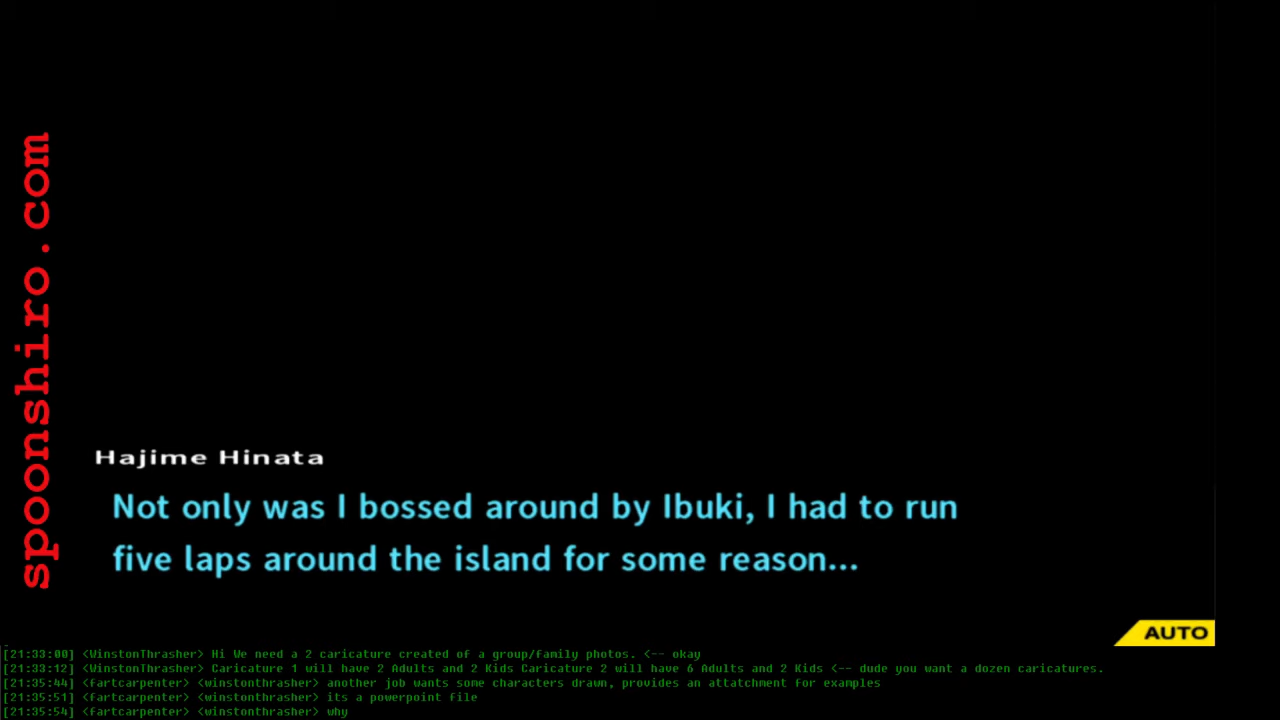 spoonshiro.com
Hajime Hinata
Not only was I bossed around by Ibuki, I had to run
five laps around the island for some reason...
AUTO
[21:33:00] <WinstonThrasher> Hi We need a 2 caricature created of a group/family photos. <-- okay
[21:33:12] <WinstonThrasher> Caricature 1 will have 2 Adults and 2 Kids Caricature 2 will have 6 Adults and 2 Kids <-- dude you want a dozen caricatures.
[21:35:44] <fartcarpenter> <winstonthrasher> another job wants some characters drawn, provides an attatchment for examples
[21:35:51] <fartcarpenter> <winstonthrasher> its a powerpoint file
[21:35:54] <fartcarpenter> <winstonthrasher> why